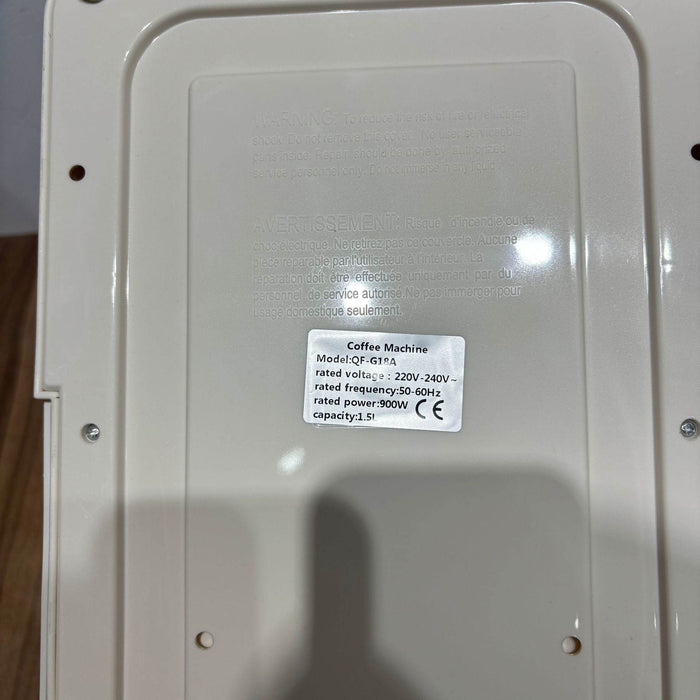 WARNING: To reduce the risk of fire or electrical
shock. Do not remove this cover. No user serviceable
parts inside. Repair should be done by authorized
service personnel only. Do not immerse in any liquid.
AVERTISSEMENT: Risque d'incendie ou de
choc électrique. Ne retirez pas ce couvercle. Aucune
pièce réparable par l'utilisateur à l'intérieur. La
réparation doit être effectuée uniquement par du
personnel de service autorisé. Ne pas immerger pour
usage domestique seulement.
Coffee Machine
Model:QF-G18A
rated voltage : 220V-240V~
rated frequency:50-60Hz
rated power:900W CE
capacity:1.5L